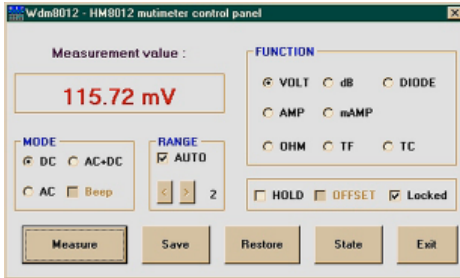 Wdm8012 - HM8012 mutimeter control panel
Measurement value :
115.72 mV
FUNCTION
VOLT dB DIODE
AMP mAMP
OHM TF TC
MODE
DC AC+DC
AC Beep
RANGE
AUTO
< > 2
HOLD OFFSET Locked
Measure Save Restore State Exit